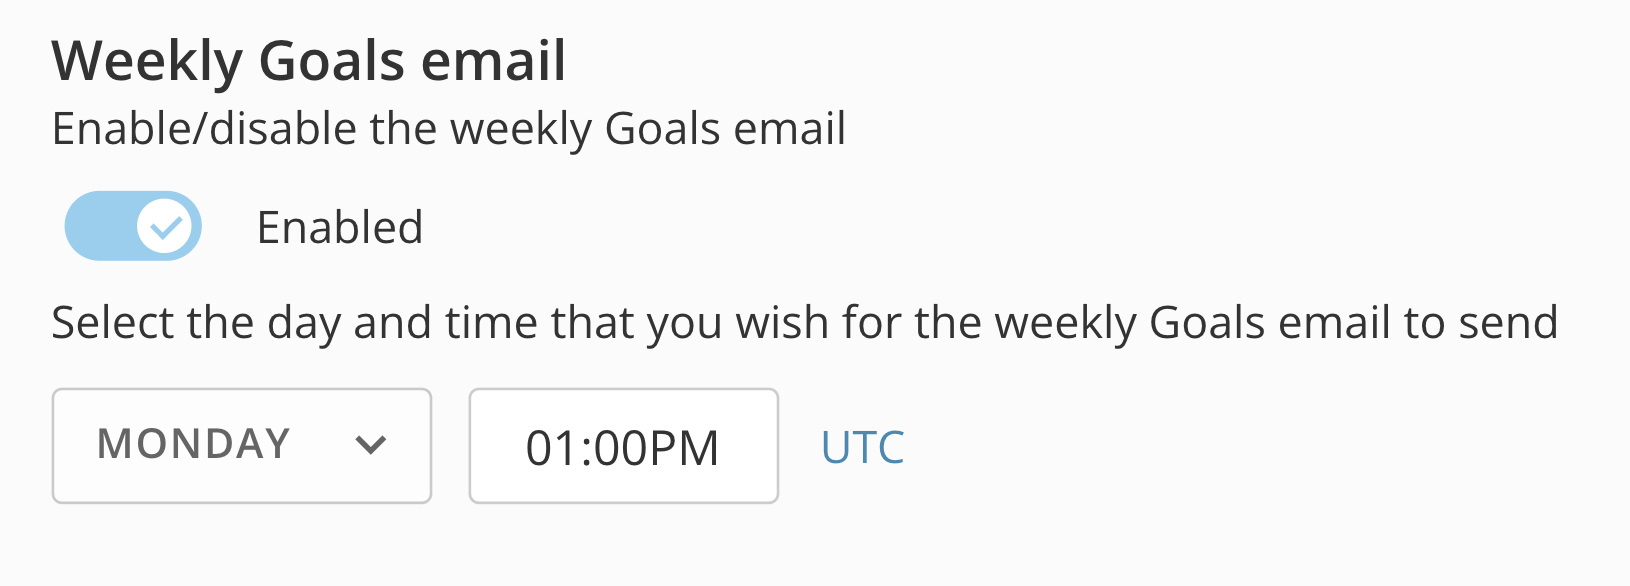 Weekly Goals email
Enable/disable the weekly Goals email
Enabled
Select the day and time that you wish for the weekly Goals email to send
MONDAY 01:00PM UTC